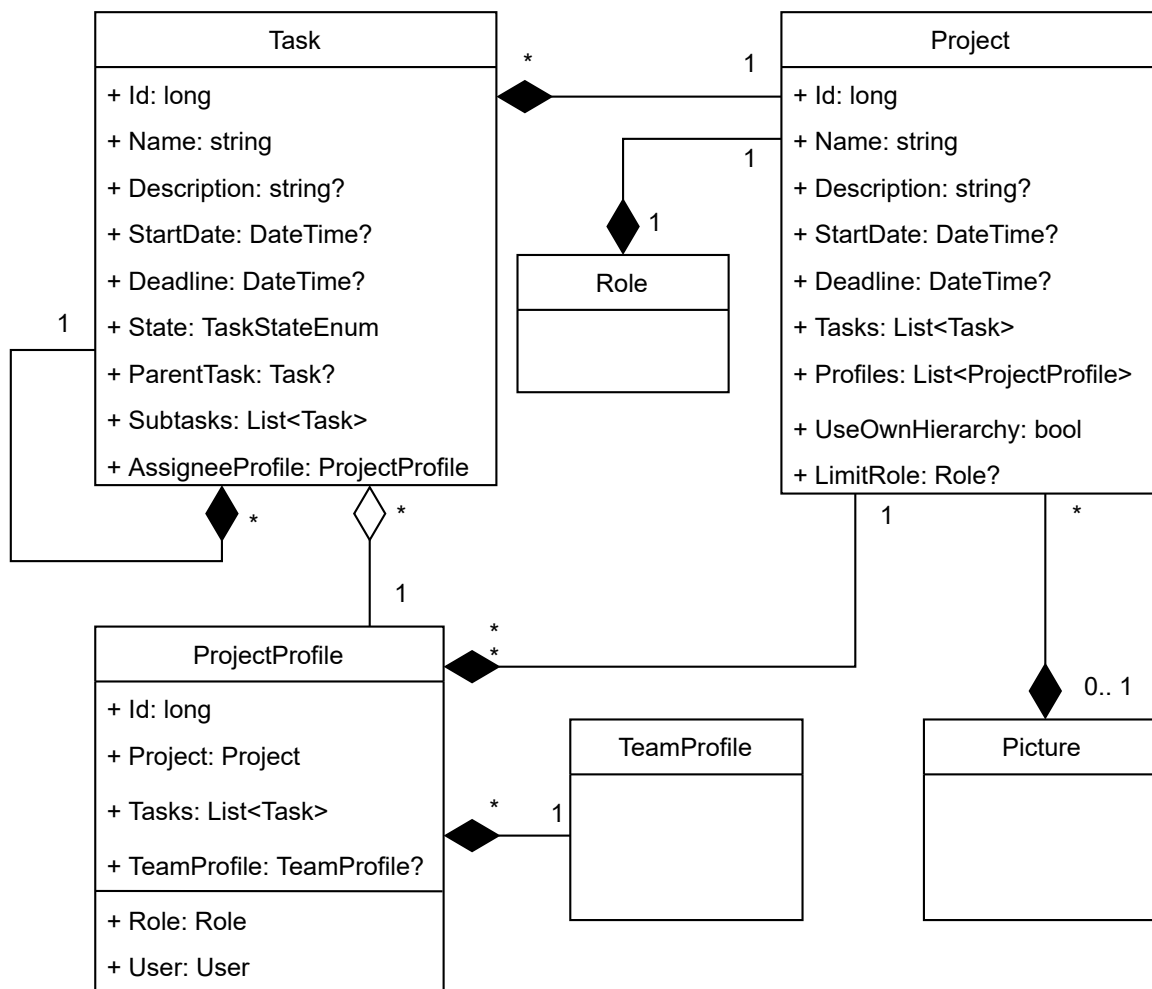 Task
+ Id: long
+ Name: string
+ Description: string?
+ StartDate: DateTime?
+ Deadline: DateTime?
+ State: TaskStateEnum
+ ParentTask: Task?
+ Subtasks: List<Task>
+ AssigneeProfile: ProjectProfile
*
1
Project
+ Id: long
+ Name: string
+ Description: string?
+ StartDate: DateTime?
+ Deadline: DateTime?
+ Tasks: List<Task>
+ Profiles: List<ProjectProfile>
+ UseOwnHierarchy: bool
+ LimitRole: Role?
1
1
Role
1
*
*
1
1
*
ProjectProfile
+ Id: long
+ Project: Project
+ Tasks: List<Task>
+ TeamProfile: TeamProfile?
+ Role: Role
+ User: User
*
*
*
1
TeamProfile
0.. 1
Picture